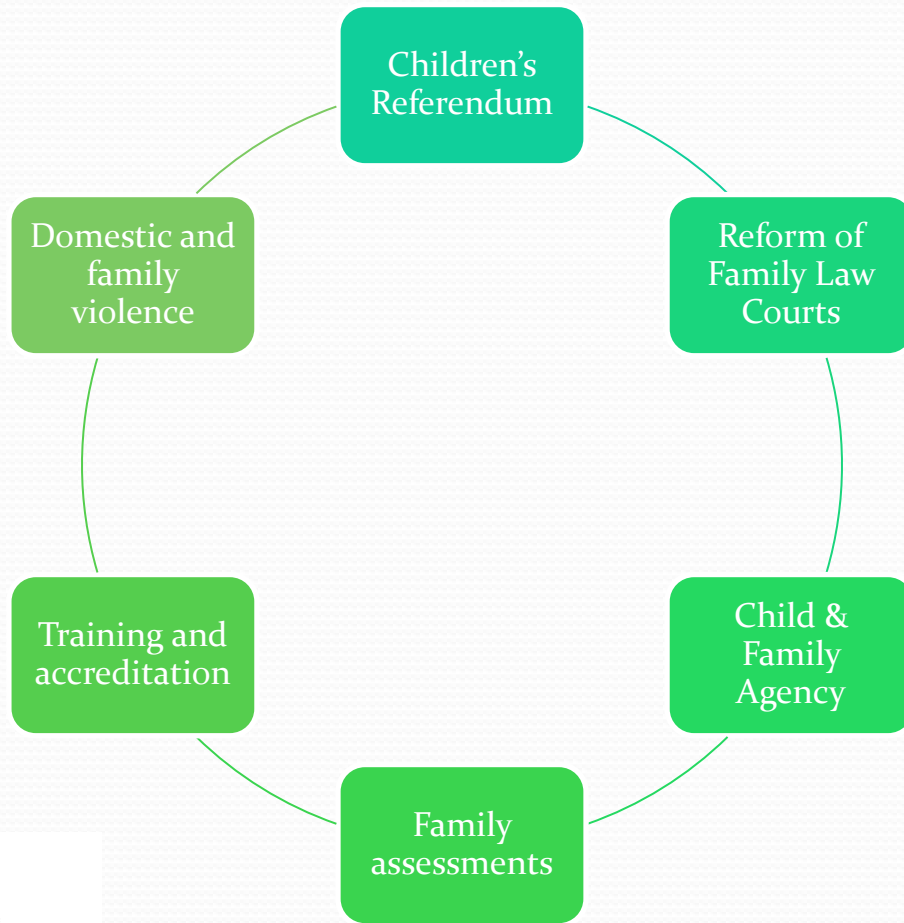 Children’s
Referendum
Reform of
Family Law
Courts
Child &
Family
Agency
Family
assessments
Training and
accreditation
Domestic and
family
violence